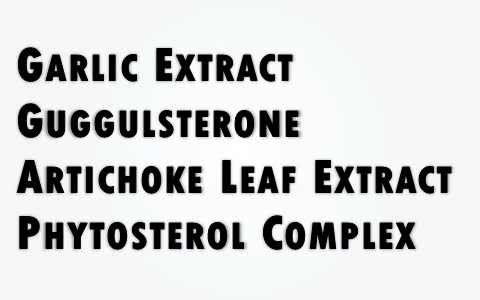 Garlic Extract
Guggulsterone
Artichoke Leaf Extract
Phytosterol Complex